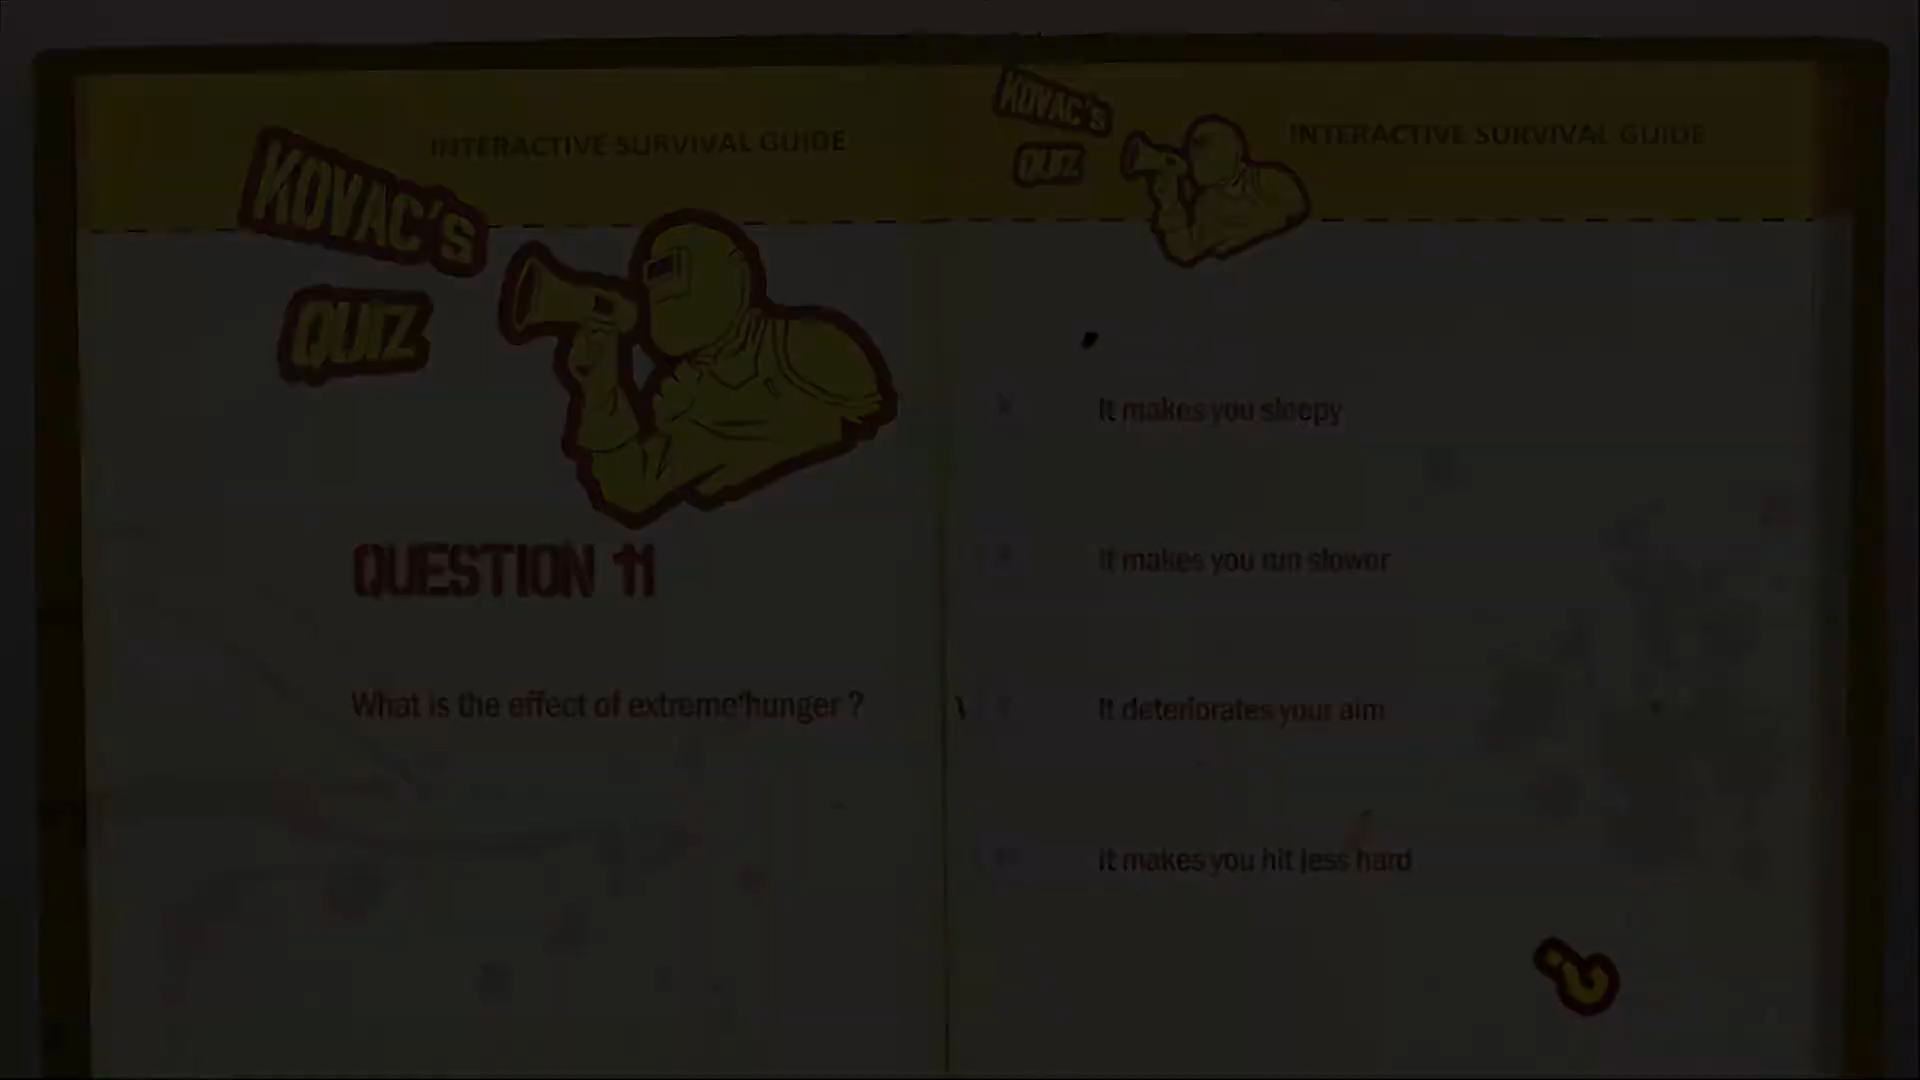 INTERACTIVE SURVIVAL GUIDE
KOVAC'S
QUIZ
QUESTION 11
What is the effect of extreme hunger ?
KOVAC'S
QUIZ
INTERACTIVE SURVIVAL GUIDE
It makes you sleepy
It makes you run slower
It deteriorates your aim
It makes you hit less hard
?